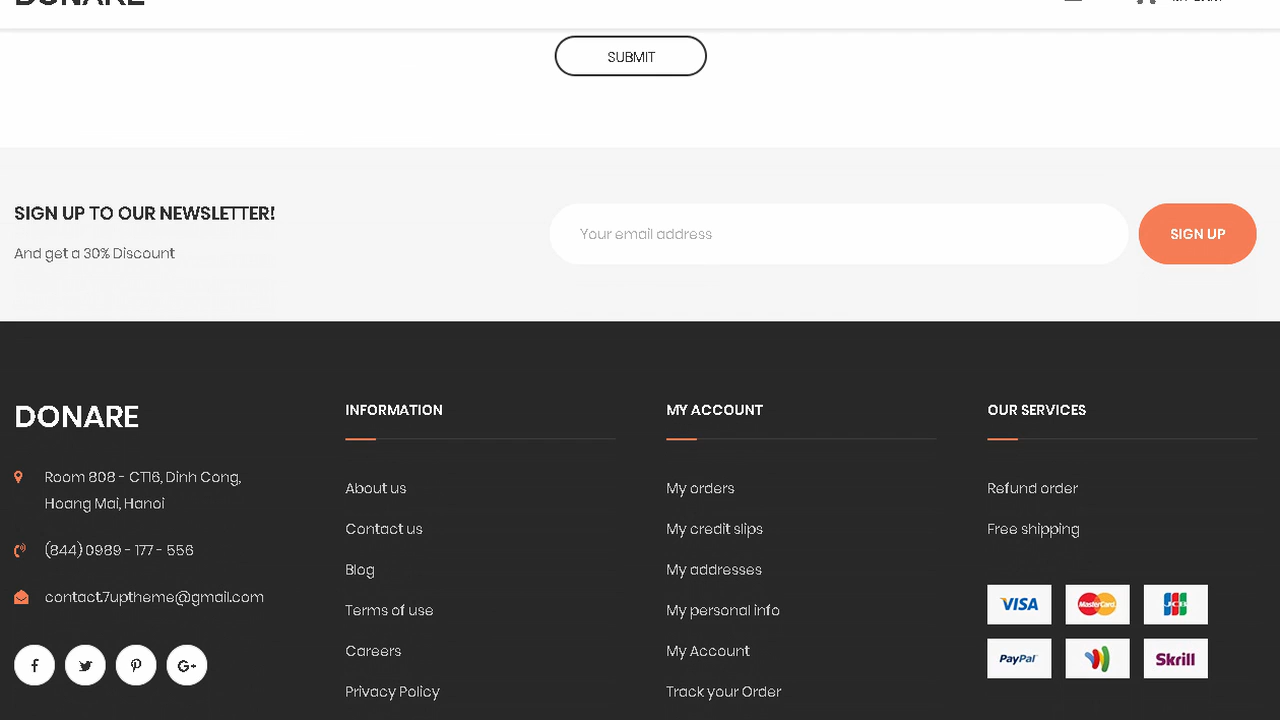 DONARE
SUBMIT
SIGN UP TO OUR NEWSLETTER!
And get a 30% Discount
Your email address
SIGN UP
DONARE
Room 808 - CT16, Dinh Cong,
Hoang Mai, Hanoi
(844) 0989 - 177 - 556
contact.7uptheme@gmail.com
INFORMATION
About us
Contact us
Blog
Terms of use
Careers
Privacy Policy
MY ACCOUNT
My orders
My credit slips
My addresses
My personal info
My Account
Track your Order
OUR SERVICES
Refund order
Free shipping
VISA
MasterCard
JCB
PayPal
Skrill